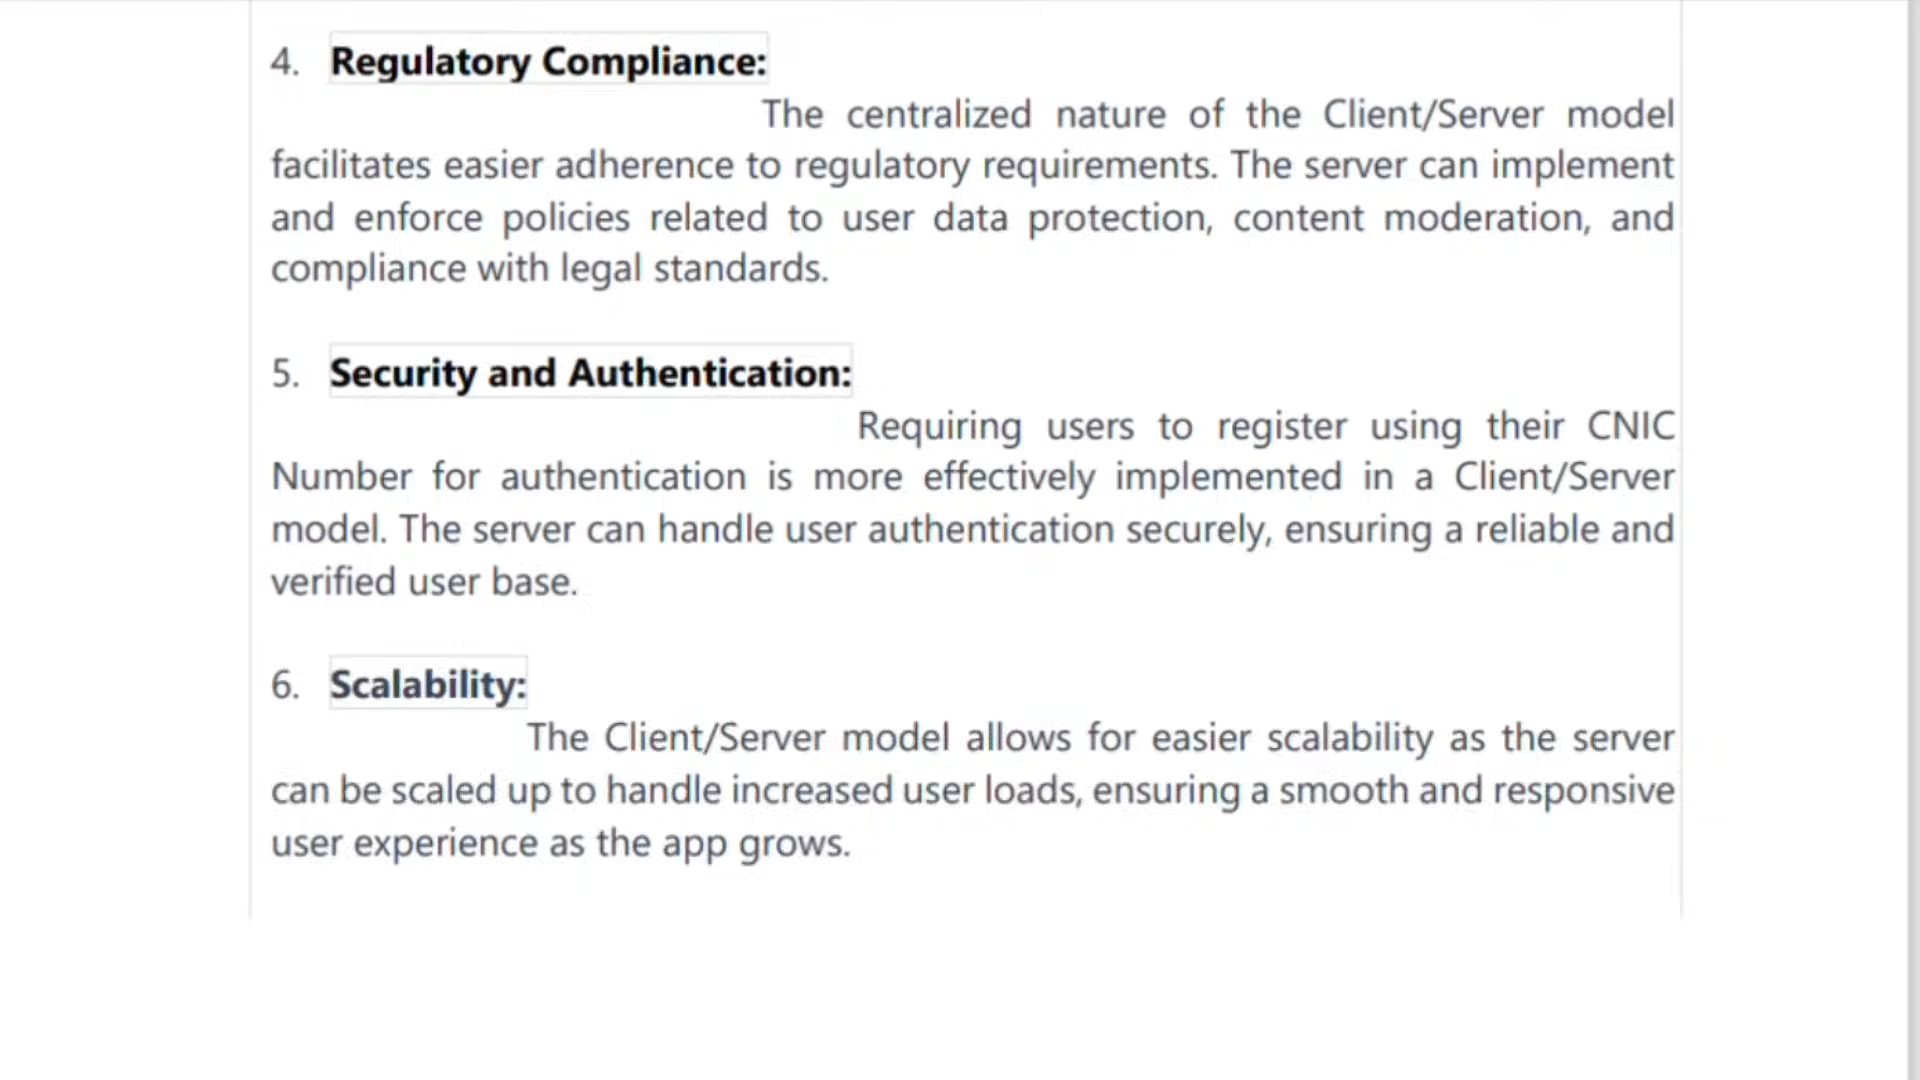 4. Regulatory Compliance:
The centralized nature of the Client/Server model
facilitates easier adherence to regulatory requirements. The server can implement
and enforce policies related to user data protection, content moderation, and
compliance with legal standards.
5. Security and Authentication:
Requiring users to register using their CNIC
Number for authentication is more effectively implemented in a Client/Server
model. The server can handle user authentication securely, ensuring a reliable and
verified user base.
6. Scalability:
The Client/Server model allows for easier scalability as the server
can be scaled up to handle increased user loads, ensuring a smooth and responsive
user experience as the app grows.